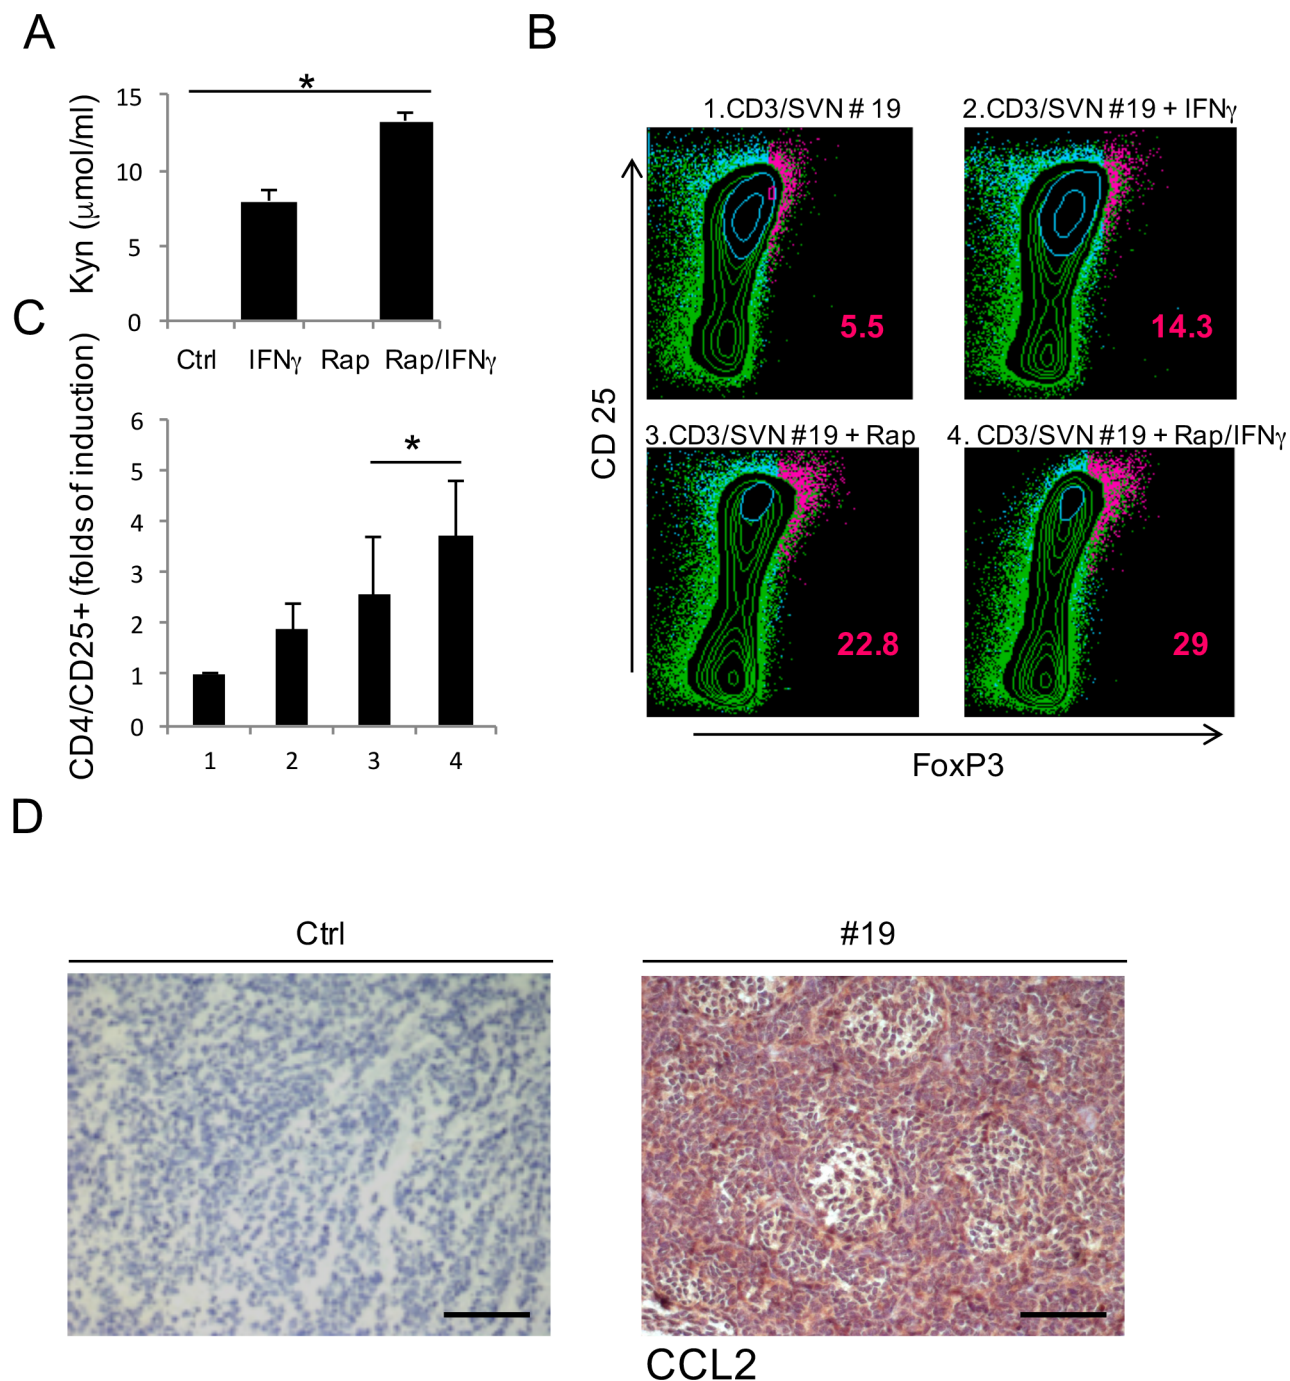 A
*
Kyn (μmol/ml)
15
10
5
0
Ctrl IFNγ Rap Rap/IFNγ
B
1.CD3/SVN # 19
2.CD3/SVN #19 + IFNγ
5.5
14.3
3.CD3/SVN #19 + Rap
4. CD3/SVN #19 + Rap/IFNγ
22.8
29
CD 25
FoxP3
C
*
CD4/CD25+ (folds of induction)
6
5
4
3
2
1
0
1 2 3 4
D
Ctrl
#19
CCL2